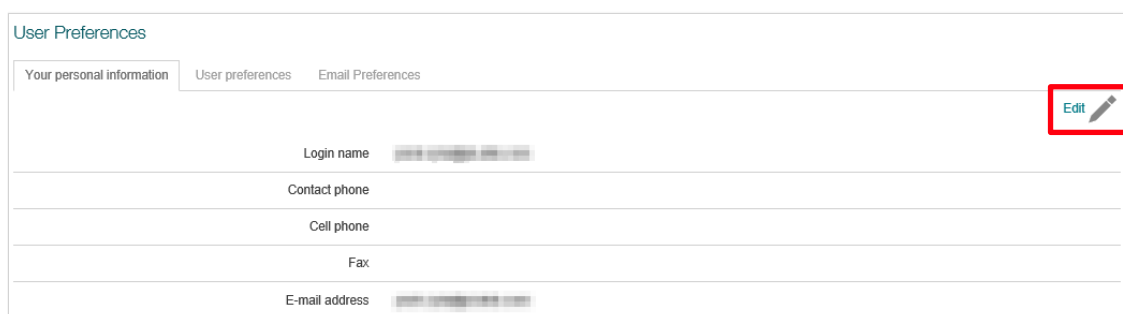 User Preferences
Your personal information User preferences Email Preferences
Edit
Login name
Contact phone
Cell phone
Fax
E-mail address